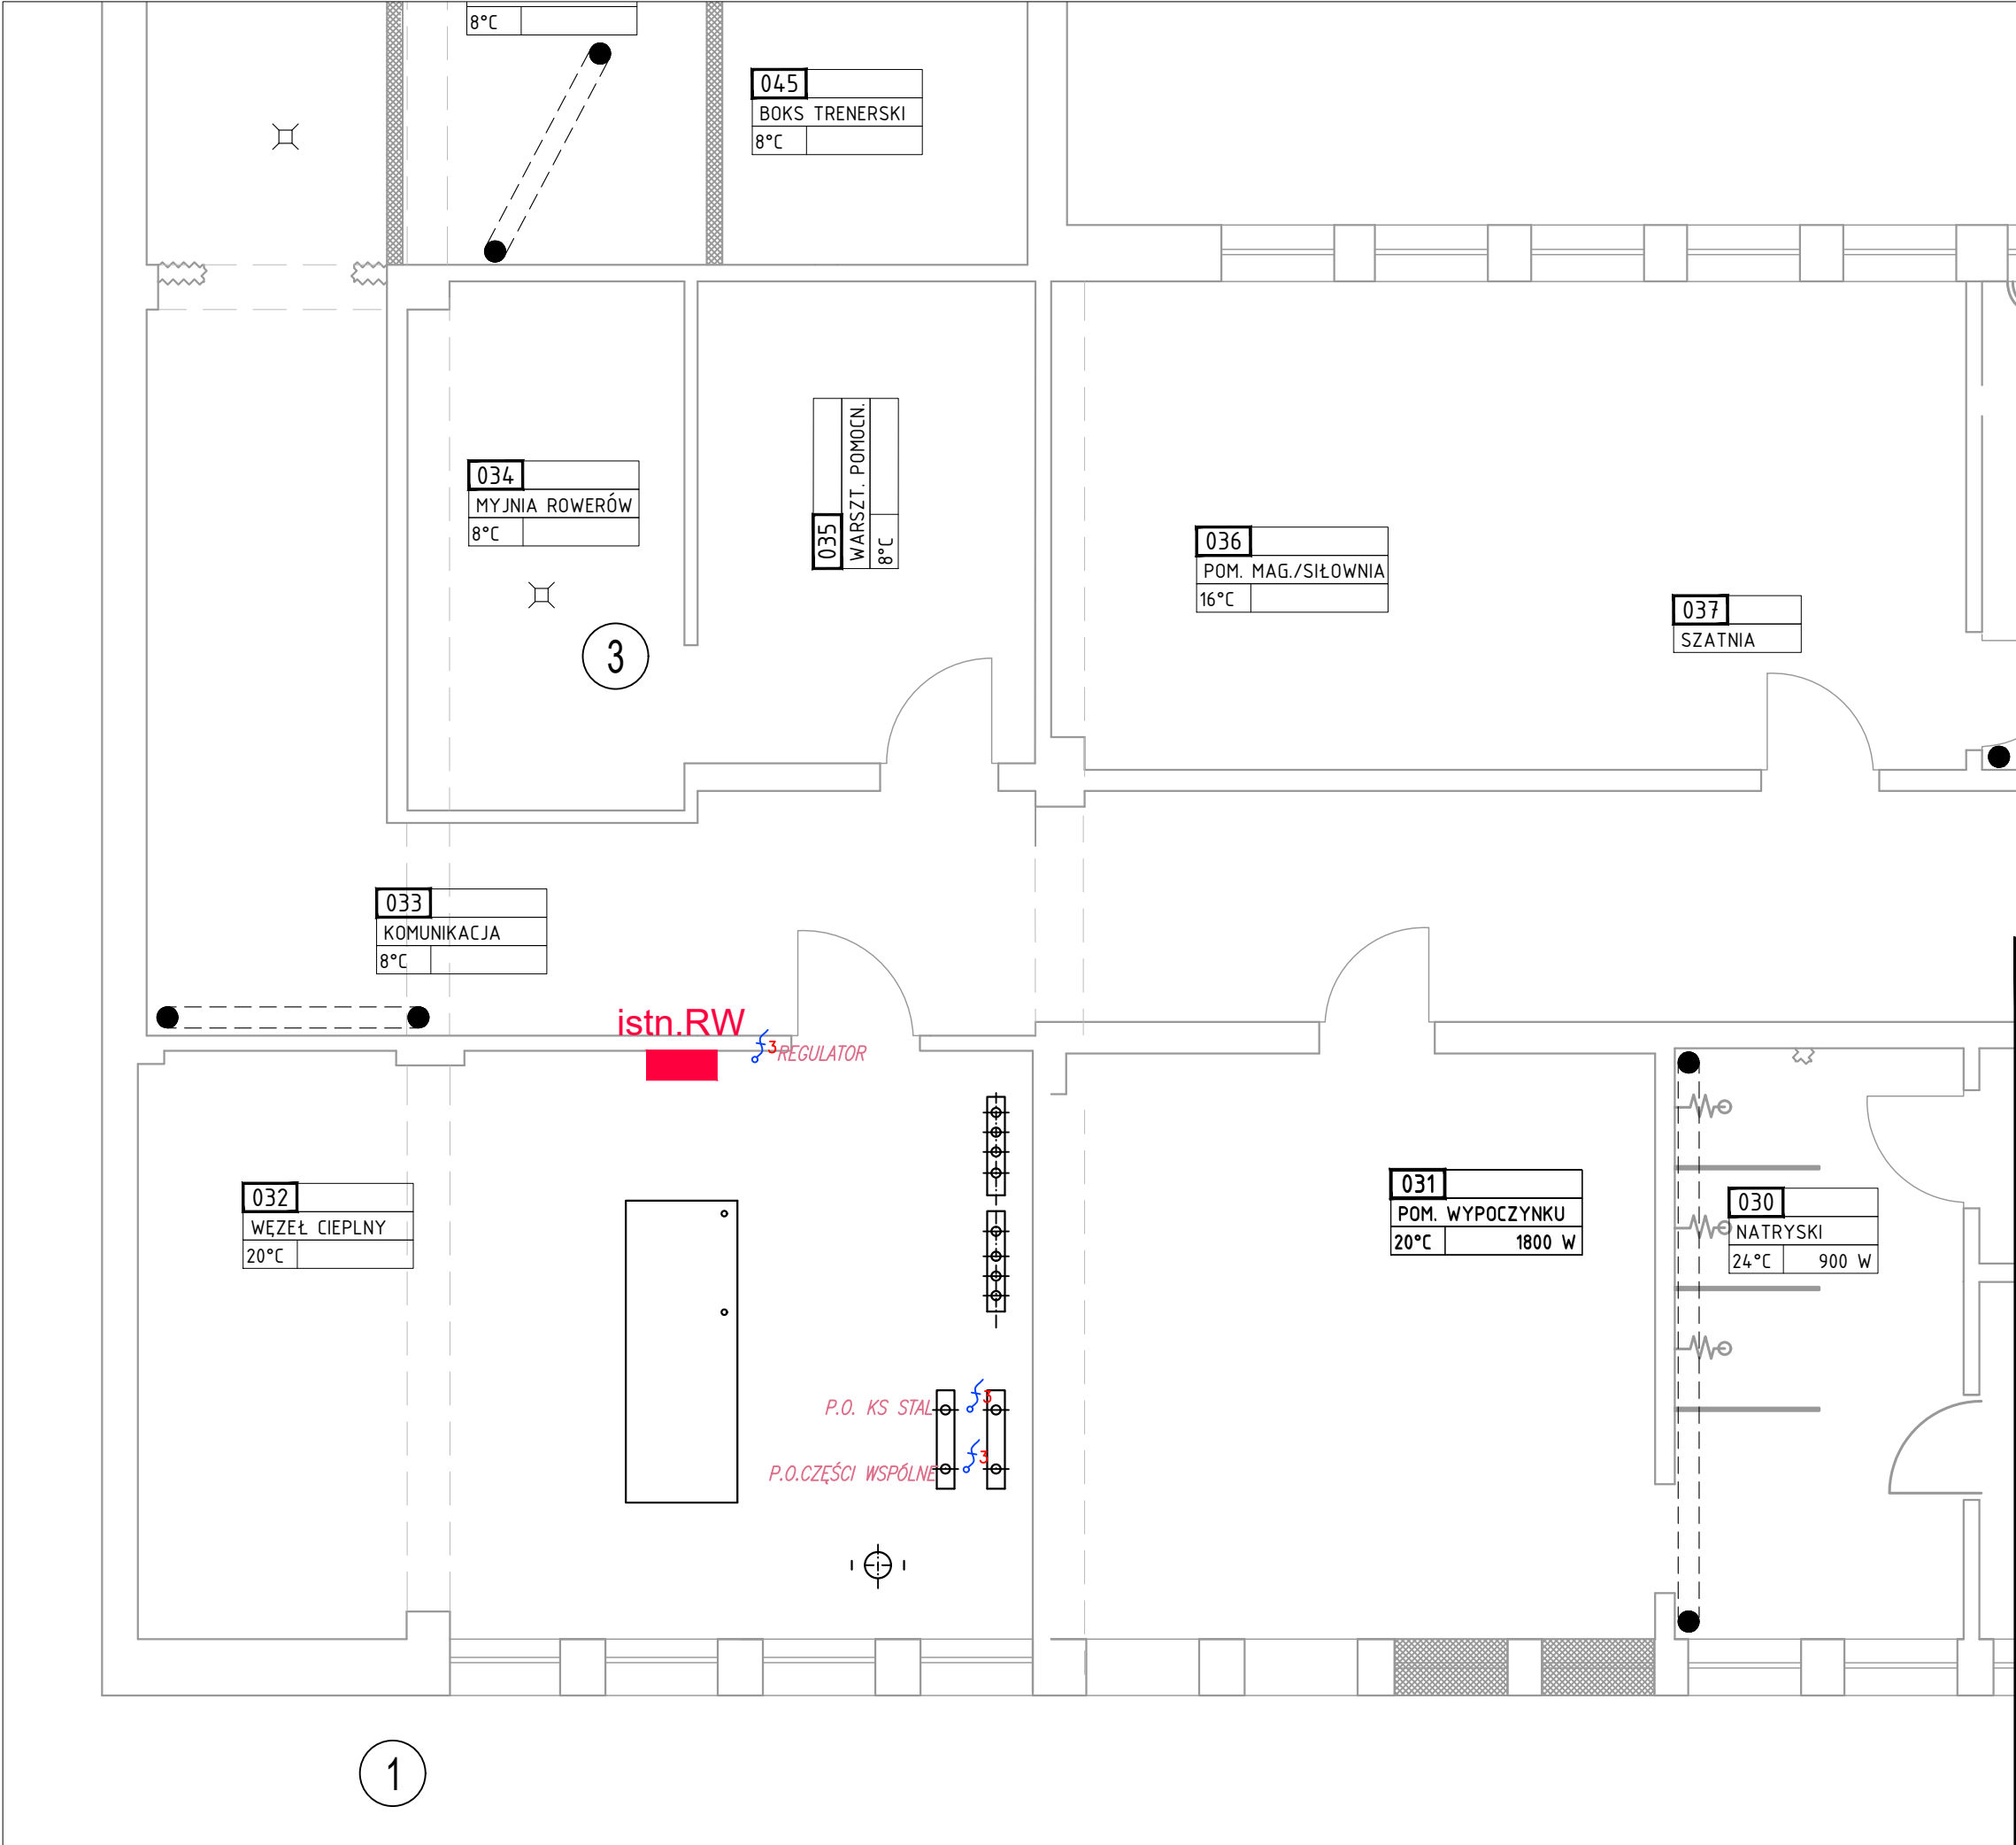 8°C
045
BOKS TRENERSKI
8°C
034
MYJNIA ROWERÓW
8°C
035
WARSZT. POMOCN.
8°C
036
POM. MAG./SIŁOWNIA
16°C
037
SZATNIA
3
033
KOMUNIKACJA
8°C
istn.RW
3
REGULATOR
032
WĘZEŁ CIEPLNY
20°C
031
POM. WYPOCZYNKU
20°C 1800 W
030
NATRYSKI
24°C 900 W
P.O. KS STAL
3
P.O.CZĘŚCI WSPÓLNE
3
1